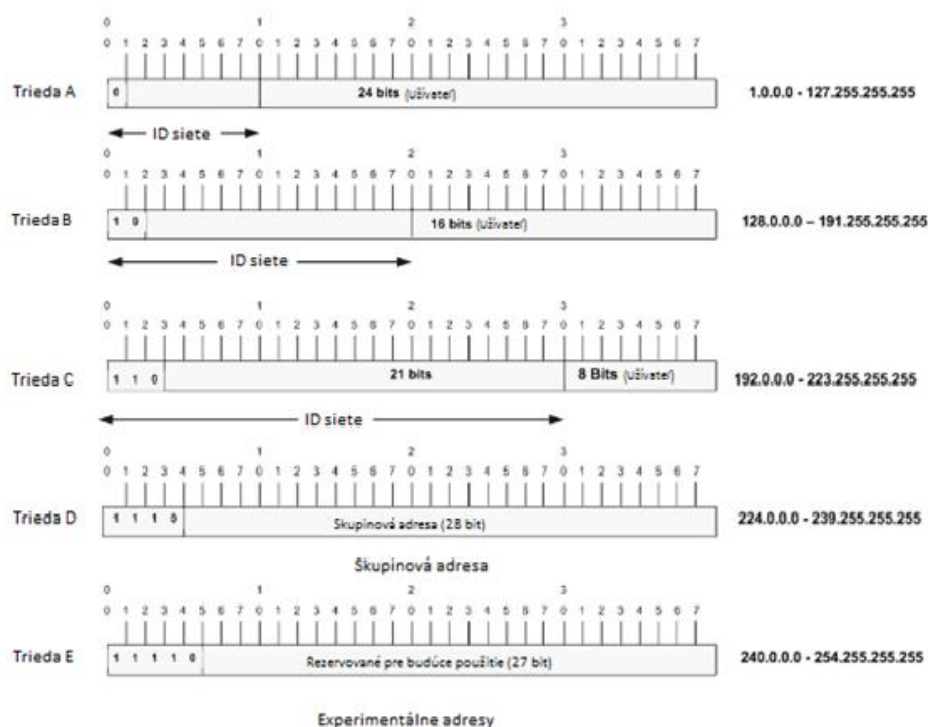 0 1 2 3
0 1 2 3 4 5 6 7 0 1 2 3 4 5 6 7 0 1 2 3 4 5 6 7 0 1 2 3 4 5 6 7
Trieda A 0 24 bits (užívateľ) 1.0.0.0 - 127.255.255.255
ID siete
0 1 2 3
0 1 2 3 4 5 6 7 0 1 2 3 4 5 6 7 0 1 2 3 4 5 6 7 0 1 2 3 4 5 6 7
Trieda B 1 0 16 bits (užívateľ) 128.0.0.0 – 191.255.255.255
ID siete
0 1 2 3
0 1 2 3 4 5 6 7 0 1 2 3 4 5 6 7 0 1 2 3 4 5 6 7 0 1 2 3 4 5 6 7
Trieda C 1 1 0 21 bits 8 Bits (užívateľ) 192.0.0.0 - 223.255.255.255
ID siete
0 1 2 3
0 1 2 3 4 5 6 7 0 1 2 3 4 5 6 7 0 1 2 3 4 5 6 7 0 1 2 3 4 5 6 7
Trieda D 1 1 1 0 Skupinová adresa (28 bit) 224.0.0.0 - 239.255.255.255
Škupinová adresa
0 1 2 3
0 1 2 3 4 5 6 7 0 1 2 3 4 5 6 7 0 1 2 3 4 5 6 7 0 1 2 3 4 5 6 7
Trieda E 1 1 1 1 0 Rezervované pre budúce použitie (27 bit) 240.0.0.0 - 254.255.255.255
Experimentálne adresy